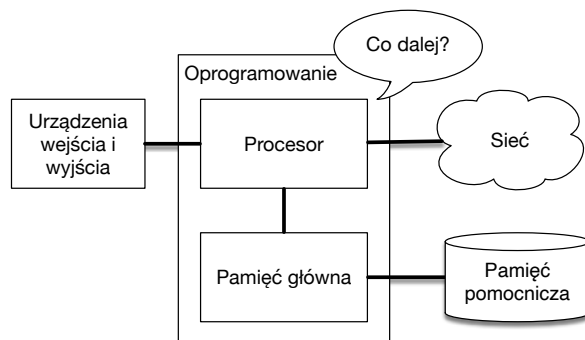 Co dalej?
Oprogramowanie
Urządzenia
wejścia i
wyjścia
Procesor
Sieć
Pamięć główna
Pamięć
pomocnicza